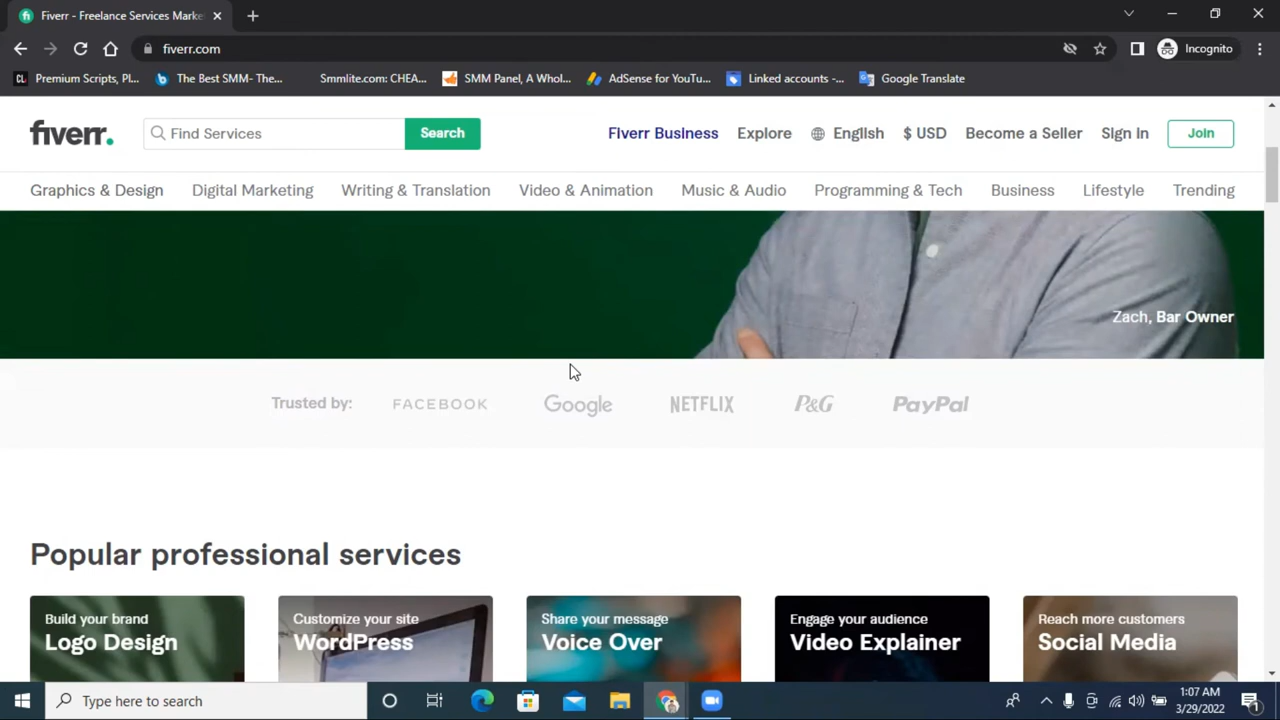 Fiverr - Freelance Services Marke
fiverr.com
Incognito
Premium Scripts, Pl...
The Best SMM- The...
Smmlite.com: CHEA...
SMM Panel, A Whol...
AdSense for YouTu...
Linked accounts -...
Google Translate
fiverr.
Find Services
Search
Fiverr Business
Explore
English
$ USD
Become a Seller
Sign In
Join
Graphics & Design
Digital Marketing
Writing & Translation
Video & Animation
Music & Audio
Programming & Tech
Business
Lifestyle
Trending
Zach, Bar Owner
Trusted by:
FACEBOOK
Google
NETFLIX
P&G
PayPal
Popular professional services
Build your brand
Logo Design
Customize your site
WordPress
Share your message
Voice Over
Engage your audience
Video Explainer
Reach more customers
Social Media
Type here to search
1:07 AM
3/29/2022